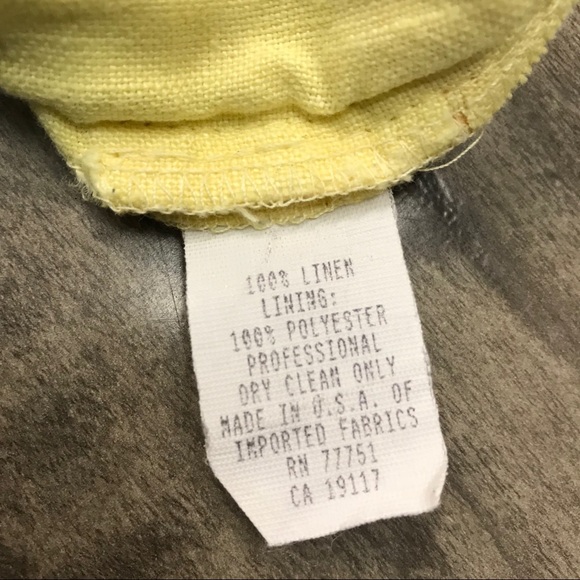 100% LINEN
LINING:
100% POLYESTER
PROFESSIONAL
DRY CLEAN ONLY
MADE IN U.S.A. OF
IMPORTED FABRICS
RN 77751
CA 19117